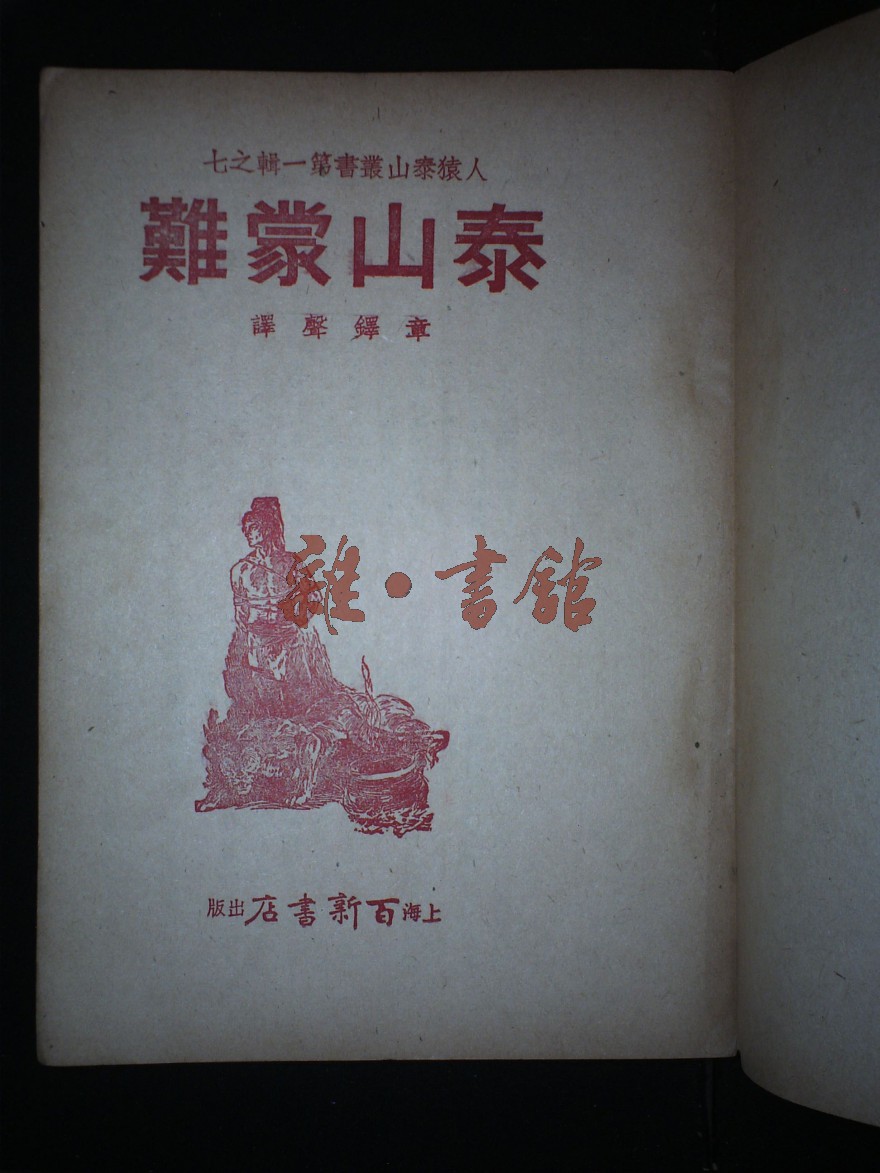 人猿泰山叢書第一輯之七
泰山蒙難
章鐸聲譯
雜·書館
上海百新書店出版